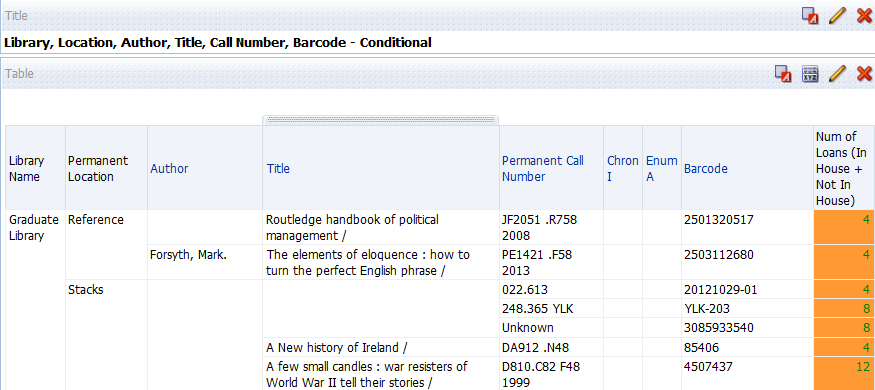 Title
Library, Location, Author, Title, Call Number, Barcode - Conditional
Table
Library Name Permanent Location Author Title Permanent Call Number Chron I Enum A Barcode Num of Loans (In House + Not In House)
Graduate Library Reference Routledge handbook of political management / JF2051 .R758 2008 2501320517 4
Forsyth, Mark. The elements of eloquence : how to turn the perfect English phrase / PE1421 .F58 2013 2503112680 4
Stacks 022.613 20121029-01 4
248.365 YLK YLK-203 8
Unknown 3085933540 8
A New history of Ireland / DA912 .N48 85406 4
A few small candles : war resisters of World War II tell their stories / D810.C82 F48 1999 4507437 12